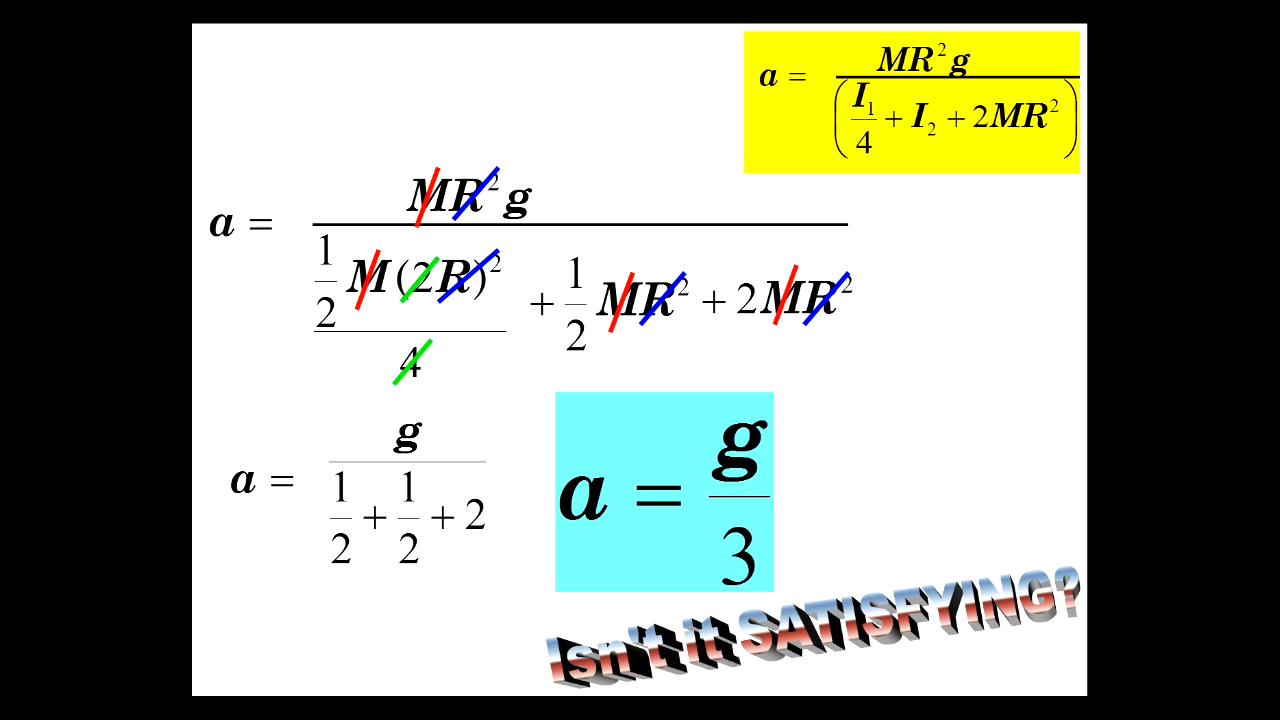 a = MR²g / (I₁/4 + I₂ + 2MR²)
a = MR²g / ((1/2 M(2R)²)/4 + 1/2 MR² + 2MR²)
a = g / (1/2 + 1/2 + 2)
a = g/3
Isn't it SATISFYING?